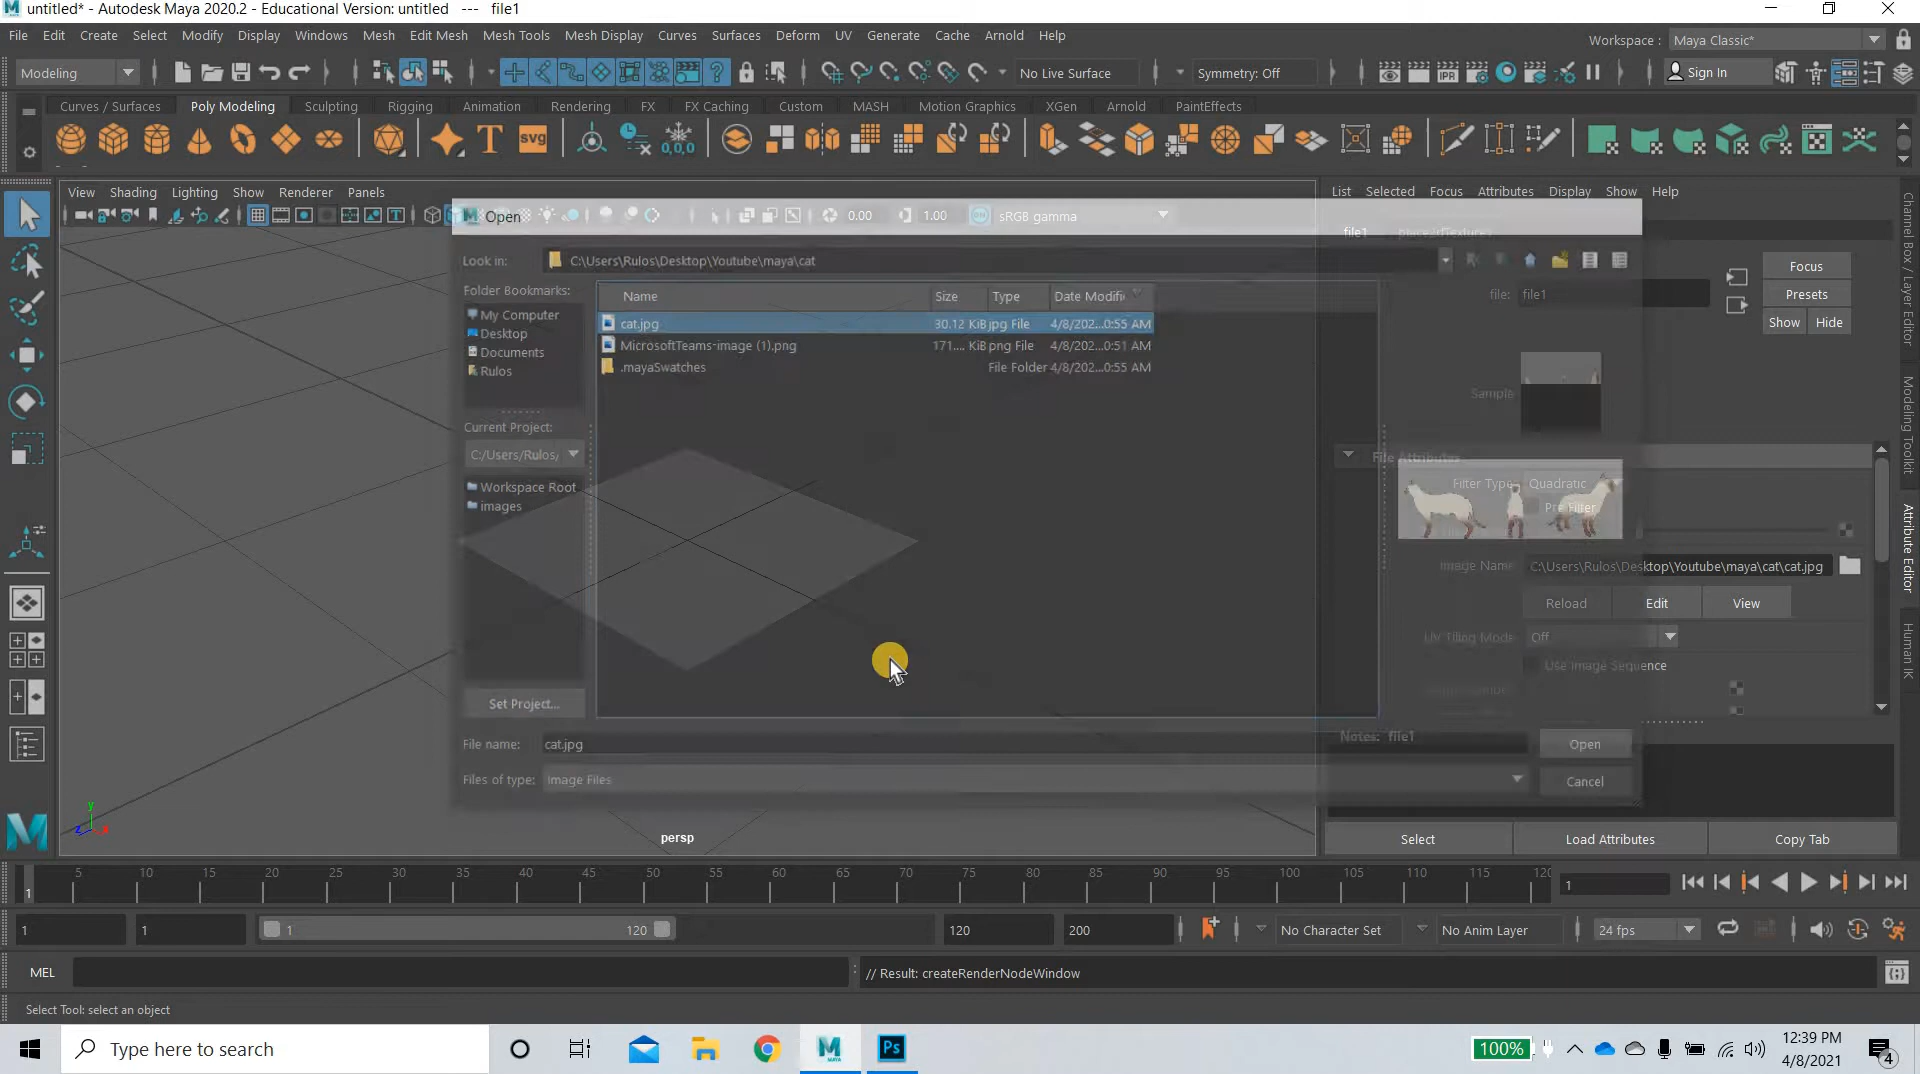 untitled* - Autodesk Maya 2020.2 - Educational Version: untitled --- file1
File Edit Create Select Modify Display Windows Mesh Edit Mesh Mesh Tools Mesh Display Curves Surfaces Deform UV Generate Cache Arnold Help
Workspace : Maya Classic*
Modeling No Live Surface Symmetry: Off Sign In
Curves / Surfaces Poly Modeling Sculpting Rigging Animation Rendering FX FX Caching Custom MASH Motion Graphics XGen Arnold PaintEffects
T svg 0,0,0
View Shading Lighting Show Renderer Panels
List Selected Focus Attributes Display Show Help
Open 0.00 1.00 sRGB gamma
file1 place2dTexture1
Look in: C:\Users\Rulos\Desktop\Youtube\maya\cat
Focus
Folder Bookmarks:
file: file1 Presets
Show Hide
My Computer
Desktop
Documents
Rulos
Name Size Type Date Modifi
cat.jpg 30.12 KiB jpg File 4/8/202...0:55 AM
MicrosoftTeams-image (1).png 171.... KiB png File 4/8/202...0:51 AM
.mayaSwatches File Folder 4/8/202...0:55 AM
Sample
Current Project:
C:/Users/Rulos/
Workspace Root
images
File Attributes
Filter Type Quadratic
Pre Filter
Image Name C:\Users\Rulos\Desktop\Youtube\maya\cat\cat.jpg
Reload Edit View
UV Tiling Mode Off
Use Image Sequence
Set Project...
File name: cat.jpg Open
Notes: file1
Files of type: Image Files Cancel
persp
y
z x
Select Load Attributes Copy Tab
Channel Box / Layer Editor
Modeling Toolkit
Attribute Editor
Human IK
1 5 10 15 20 25 30 35 40 45 50 55 60 65 70 75 80 85 90 95 100 105 110 115 120
1
1 1 1 120 120 200 No Character Set No Anim Layer 24 fps
MEL // Result: createRenderNodeWindow
Select Tool: select an object
Type here to search
Ps
100%
12:39 PM
4/8/2021
4